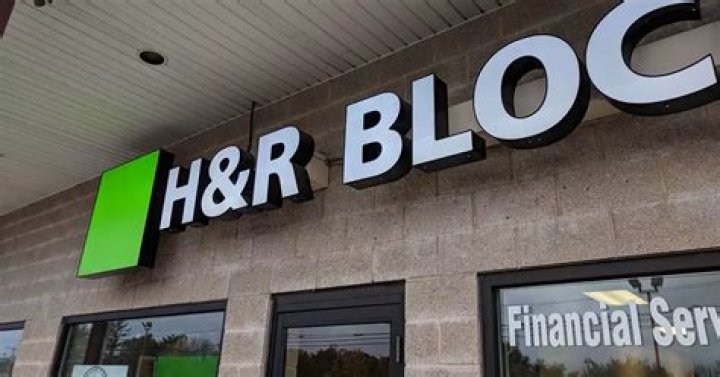 H&R BLOC
Financial Serv